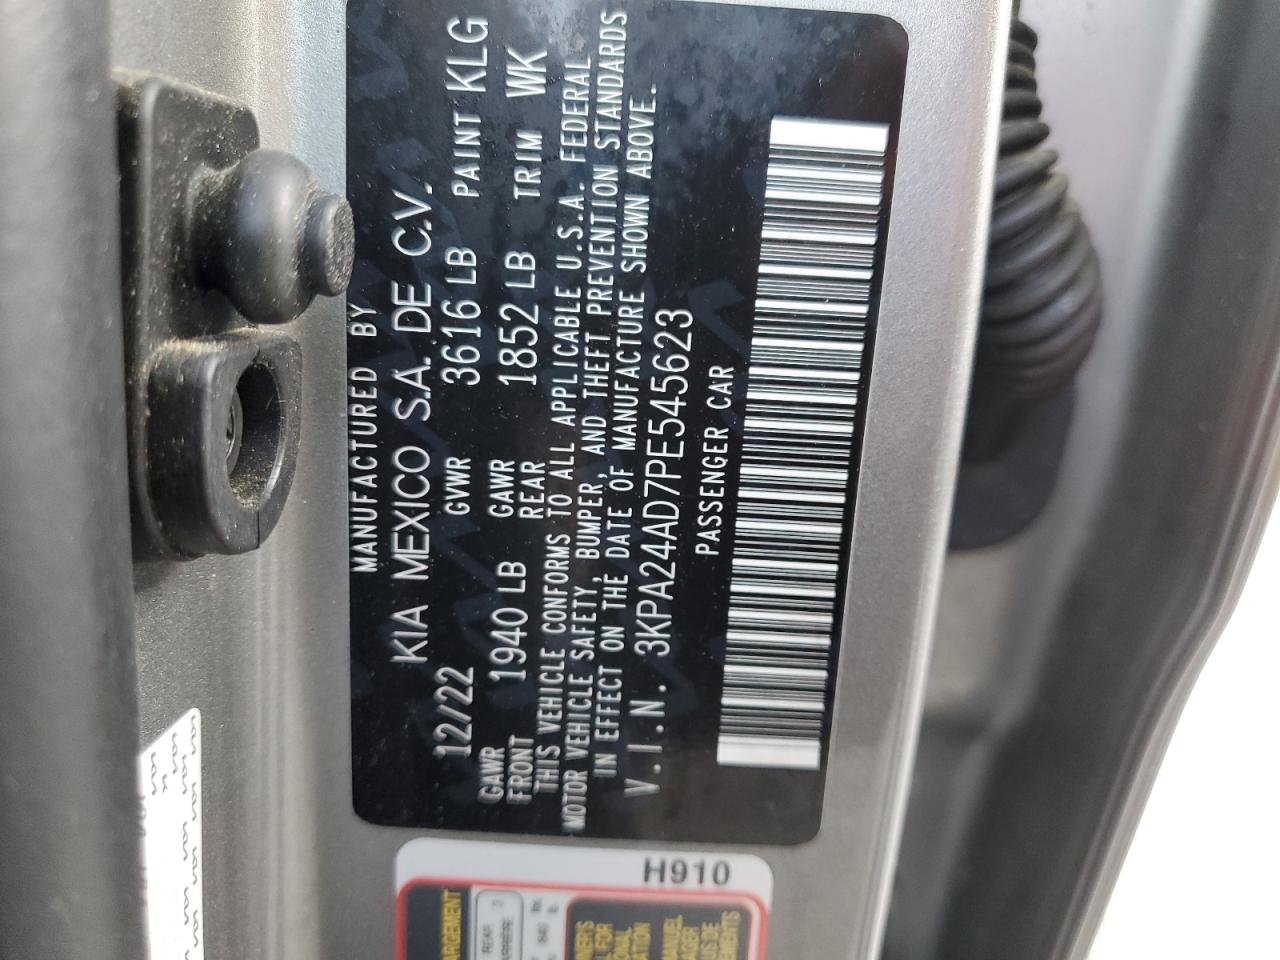 MANUFACTURED BY
KIA MEXICO S.A. DE C.V.
12/22 GVWR 3616 LB PAINT KLG
GAWR FRONT 1940 LB GAWR REAR 1852 LB TRIM WK
THIS VEHICLE CONFORMS TO ALL APPLICABLE U.S.A. FEDERAL
MOTOR VEHICLE SAFETY, BUMPER, AND THEFT PREVENTION STANDARDS
IN EFFECT ON THE DATE OF MANUFACTURE SHOWN ABOVE.
V.I.N. 3KPA24AD7PE545623
PASSENGER CAR
H910
REAR